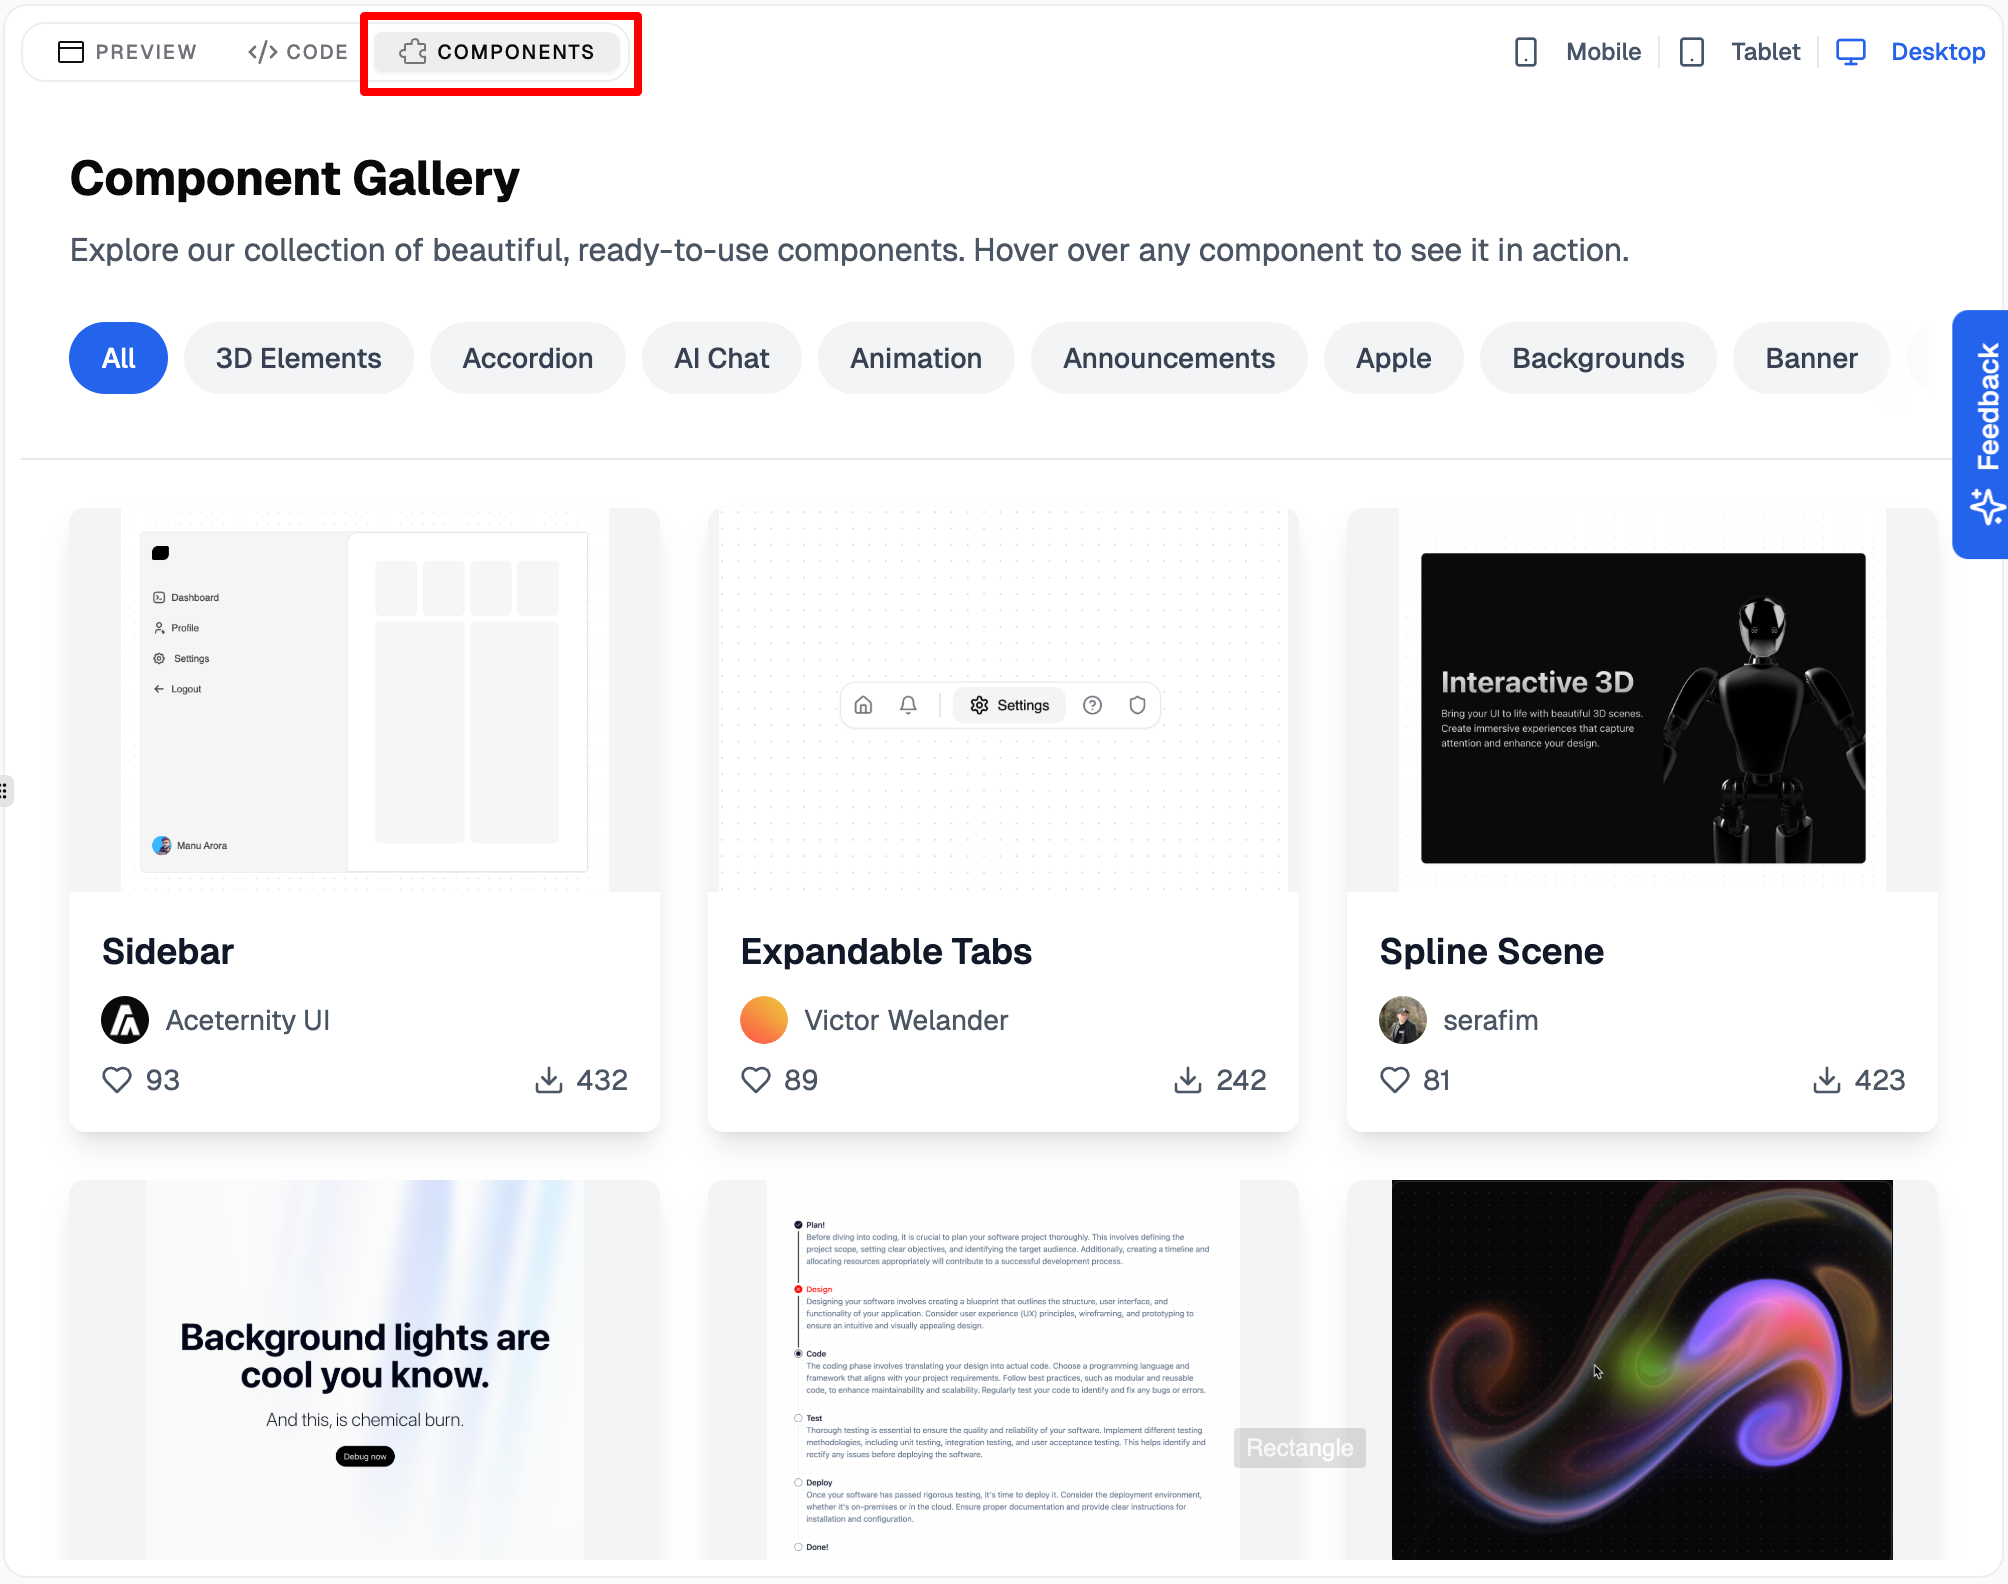 PREVIEW
CODE
COMPONENTS
Mobile
Tablet
Desktop
Component Gallery
Explore our collection of beautiful, ready-to-use components. Hover over any component to see it in action.
All
3D Elements
Accordion
AI Chat
Animation
Announcements
Apple
Backgrounds
Banner
Feedback
Dashboard
Profile
Settings
Logout
Manu Arora
Settings
Interactive 3D
Bring your UI to life with beautiful 3D scenes.
Create immersive experiences that capture
attention and enhance your design.
Sidebar
Aceternity UI
93
432
Expandable Tabs
Victor Welander
89
242
Spline Scene
serafim
81
423
Background lights are
cool you know.
And this, is chemical burn.
Debug now
Plan!
Before diving into coding, it is crucial to plan your software project thoroughly. This involves defining the
project scope, setting clear objectives, and identifying the target audience. Additionally, creating a timeline and
allocating resources appropriately will contribute to a successful development process.
Design
Designing your software involves creating a blueprint that outlines the structure, user interface, and
functionality of your application. Consider user experience (UX) principles, wireframing, and prototyping to
ensure an intuitive and visually appealing design.
Code
The coding phase involves translating your design into actual code. Choose a programming language and
framework that aligns with your project requirements. Follow best practices, such as modular and reusable
code, to enhance maintainability and scalability. Regularly test your code to identify and fix any bugs or errors.
Test
Thorough testing is essential to ensure the quality and reliability of your software. Implement different testing
methodologies, including unit testing, integration testing, and user acceptance testing. This helps identify and
rectify any issues before deploying the software.
Deploy
Once your software has passed rigorous testing, it's time to deploy it. Consider the deployment environment,
whether it's on-premises or in the cloud. Ensure proper documentation and provide clear instructions for
installation and configuration.
Done!
Rectangle